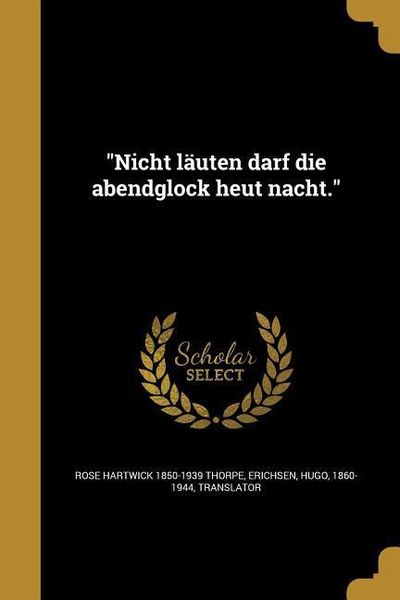 "Nicht läuten darf die
abendglock heut nacht."
Scholar
SELECT
ROSE HARTWICK 1850-1939 THORPE, ERICHSEN, HUGO, 1860-
1944, TRANSLATOR